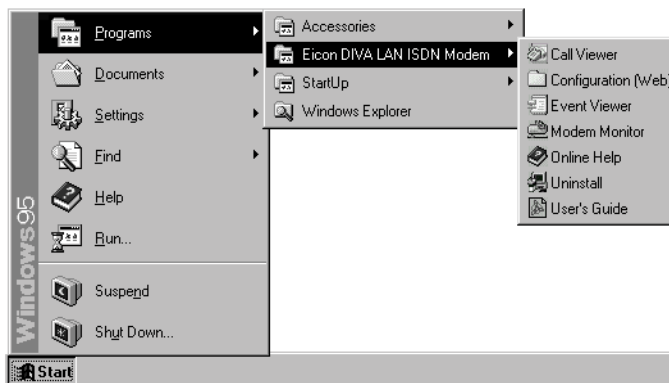 Programs
Documents
Settings
Find
Help
Run...
Suspend
Shut Down...
Windows95
Start
Accessories
Eicon DIVA LAN ISDN Modem
StartUp
Windows Explorer
Call Viewer
Configuration (Web)
Event Viewer
Modem Monitor
Online Help
Uninstall
User's Guide